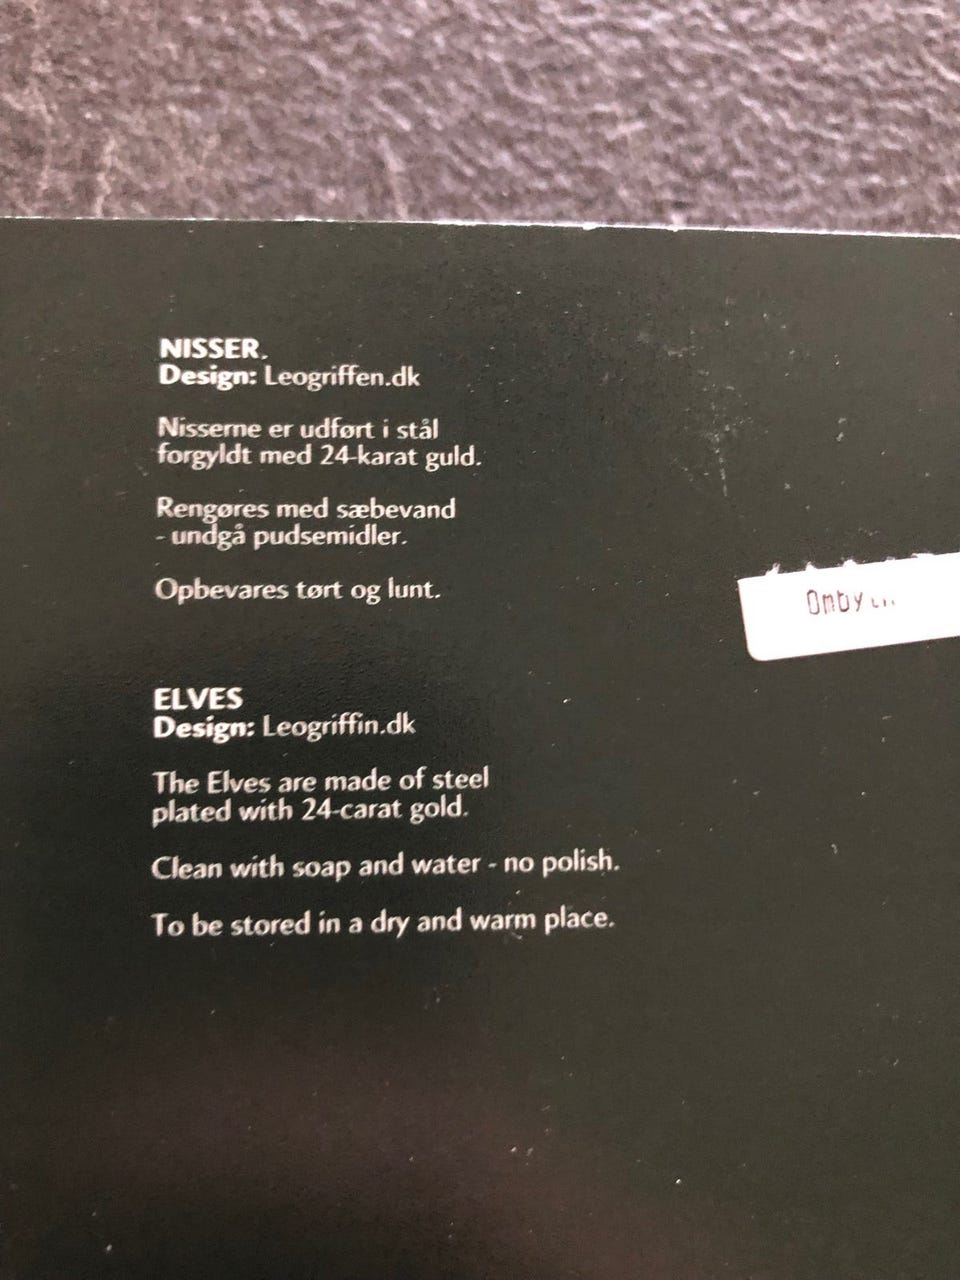 NISSER.
Design: Leogriffen.dk
Nisserne er udført i stål
forgyldt med 24-karat guld.
Rengøres med sæbevand
- undgå pudsemidler.
Opbevares tørt og lunt.
ELVES
Design: Leogriffin.dk
The Elves are made of steel
plated with 24-carat gold.
Clean with soap and water - no polish.
To be stored in a dry and warm place.